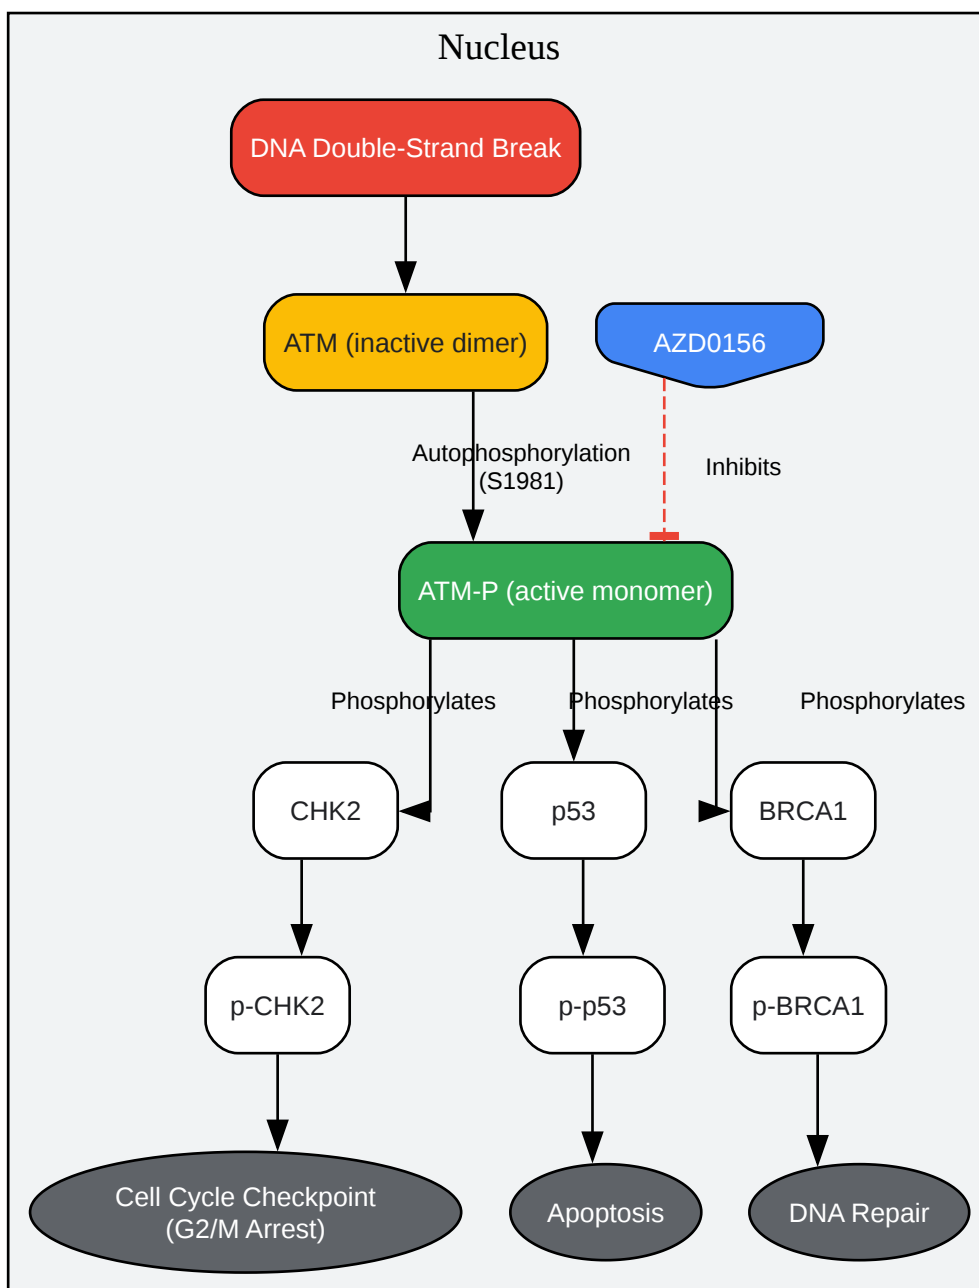 Nucleus
DNA Double-Strand Break
ATM (inactive dimer)
AZD0156
Autophosphorylation
(S1981)
Inhibits
ATM-P (active monomer)
Phosphorylates
Phosphorylates
Phosphorylates
CHK2
p53
BRCA1
p-CHK2
p-p53
p-BRCA1
Cell Cycle Checkpoint
(G2/M Arrest)
Apoptosis
DNA Repair